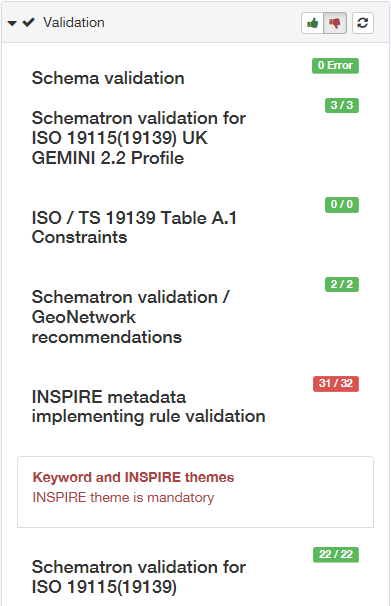 Validation
0 Error
Schema validation
3 / 3
Schematron validation for
ISO 19115(19139) UK
GEMINI 2.2 Profile
0 / 0
ISO / TS 19139 Table A.1
Constraints
2 / 2
Schematron validation /
GeoNetwork
recommendations
31 / 32
INSPIRE metadata
implementing rule validation
Keyword and INSPIRE themes
INSPIRE theme is mandatory
22 / 22
Schematron validation for
ISO 19115(19139)